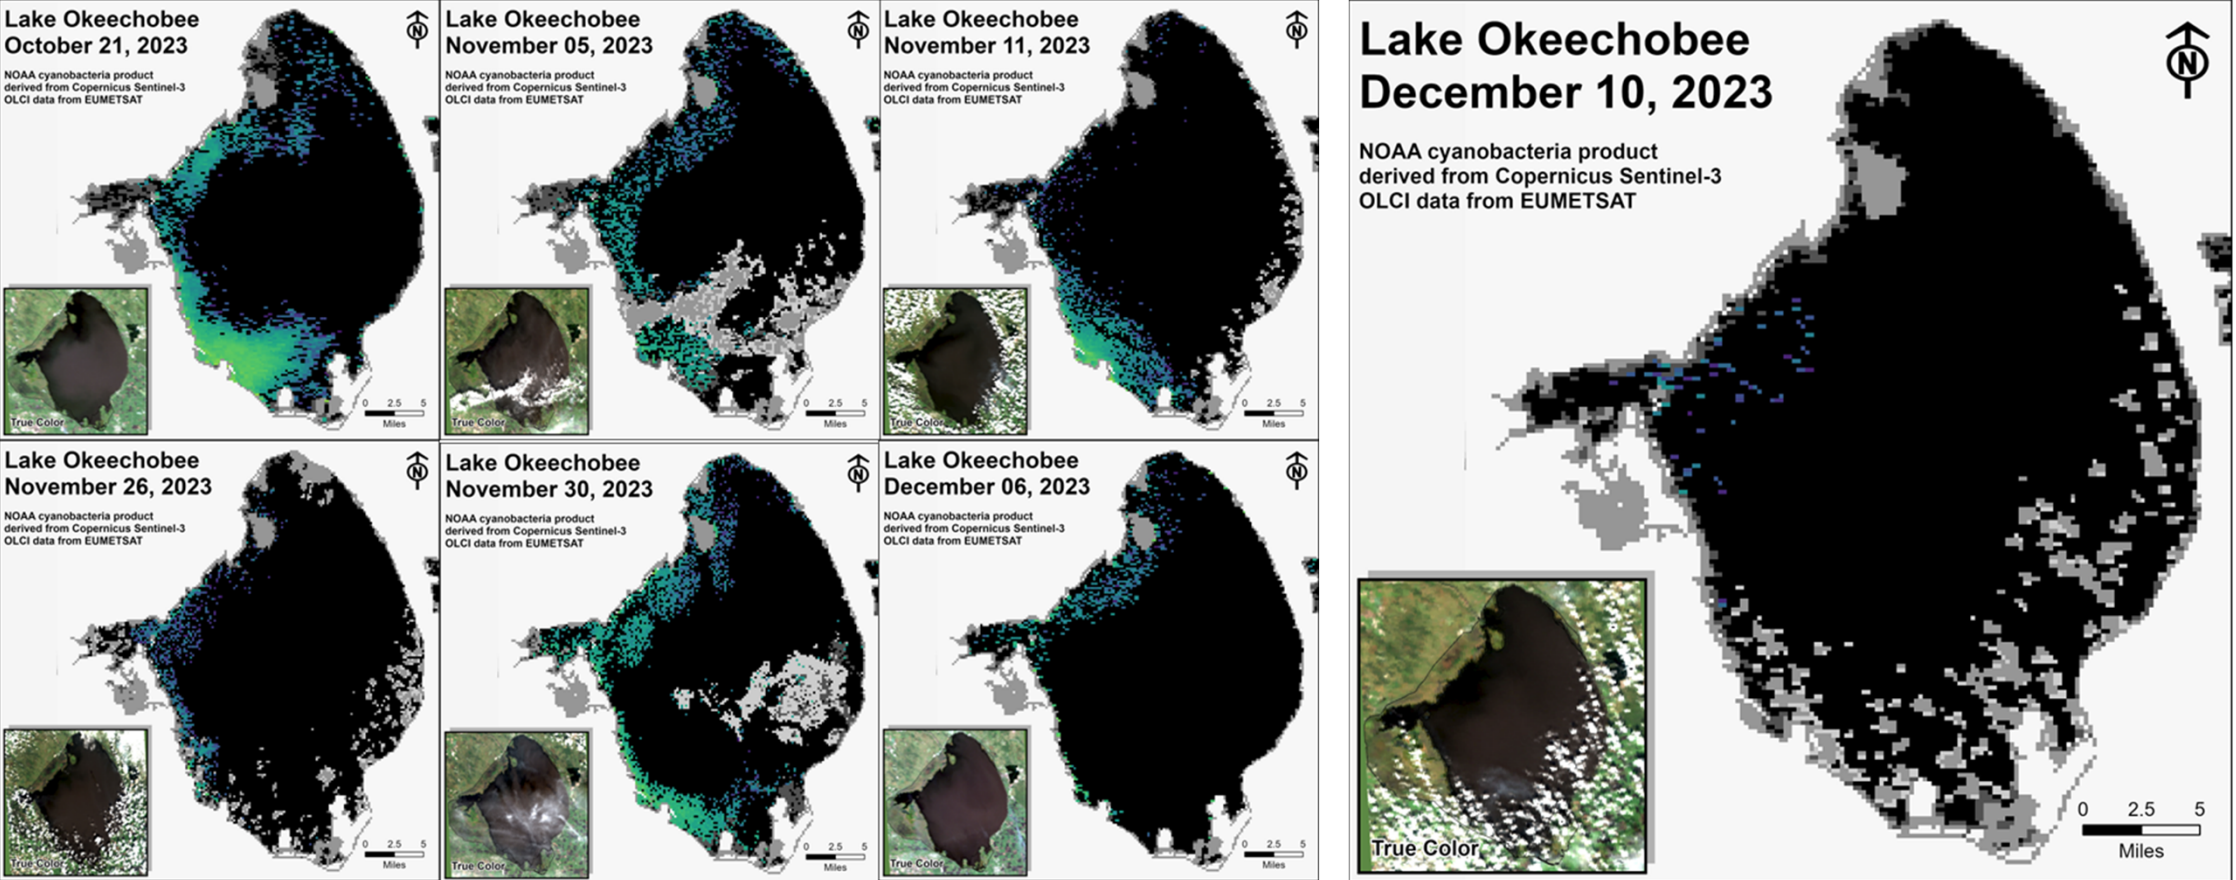 Lake Okeechobee
October 21, 2023
N
NOAA cyanobacteria product
derived from Copernicus Sentinel-3
OLCI data from EUMETSAT
True Color
0 2.5 5
Miles
Lake Okeechobee
November 05, 2023
N
NOAA cyanobacteria product
derived from Copernicus Sentinel-3
OLCI data from EUMETSAT
True Color
0 2.5 5
Miles
Lake Okeechobee
November 11, 2023
N
NOAA cyanobacteria product
derived from Copernicus Sentinel-3
OLCI data from EUMETSAT
True Color
0 2.5 5
Miles
Lake Okeechobee
November 26, 2023
N
NOAA cyanobacteria product
derived from Copernicus Sentinel-3
OLCI data from EUMETSAT
True Color
0 2.5 5
Miles
Lake Okeechobee
November 30, 2023
N
NOAA cyanobacteria product
derived from Copernicus Sentinel-3
OLCI data from EUMETSAT
True Color
0 2.5 5
Miles
Lake Okeechobee
December 06, 2023
N
NOAA cyanobacteria product
derived from Copernicus Sentinel-3
OLCI data from EUMETSAT
True Color
0 2.5 5
Miles
Lake Okeechobee
December 10, 2023
N
NOAA cyanobacteria product
derived from Copernicus Sentinel-3
OLCI data from EUMETSAT
True Color
0 2.5 5
Miles